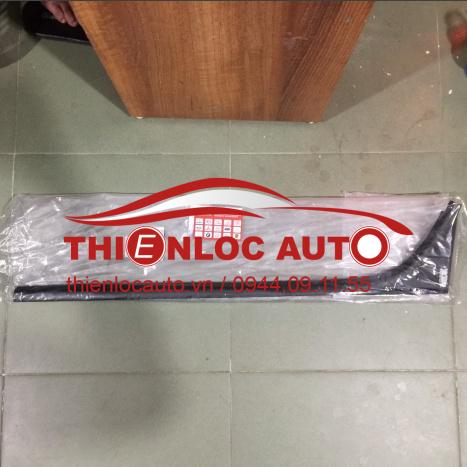 THIENLOC AUTO
thienlocauto.vn / 0944 09 11 55